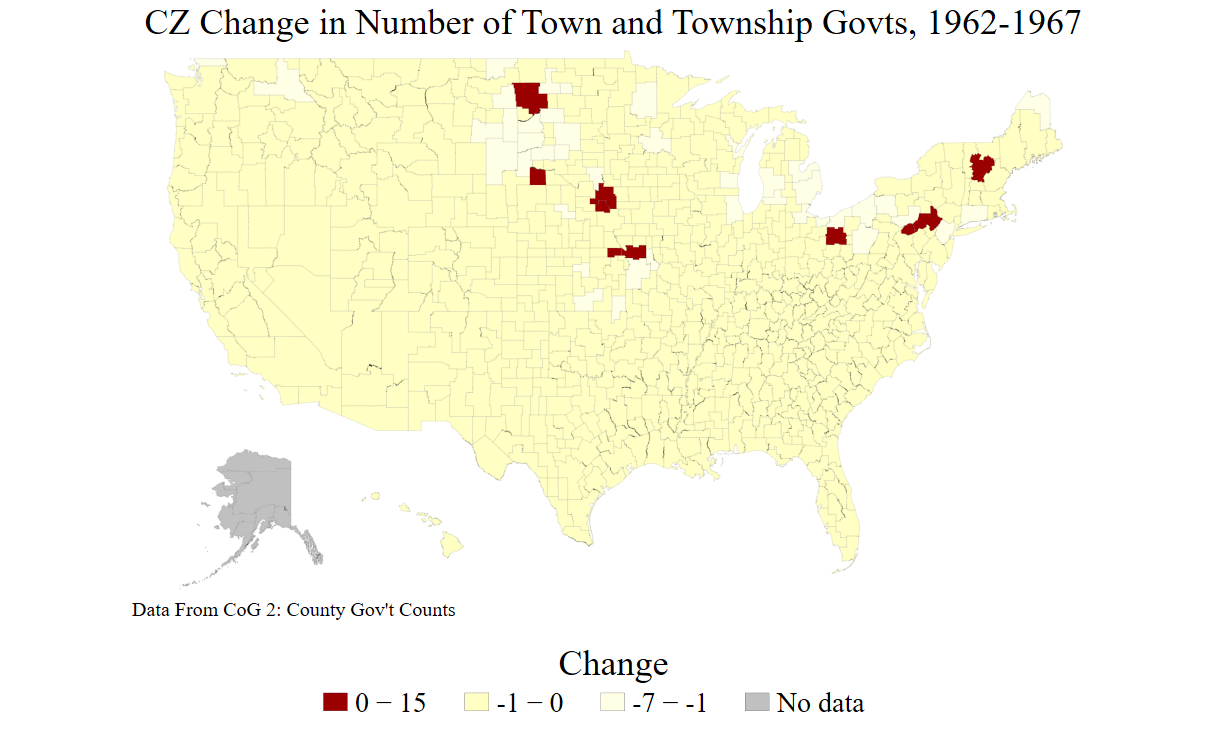 CZ Change in Number of Town and Township Govts, 1962-1967
Data From CoG 2: County Gov't Counts
Change
0 − 15 -1 − 0 -7 − -1 No data